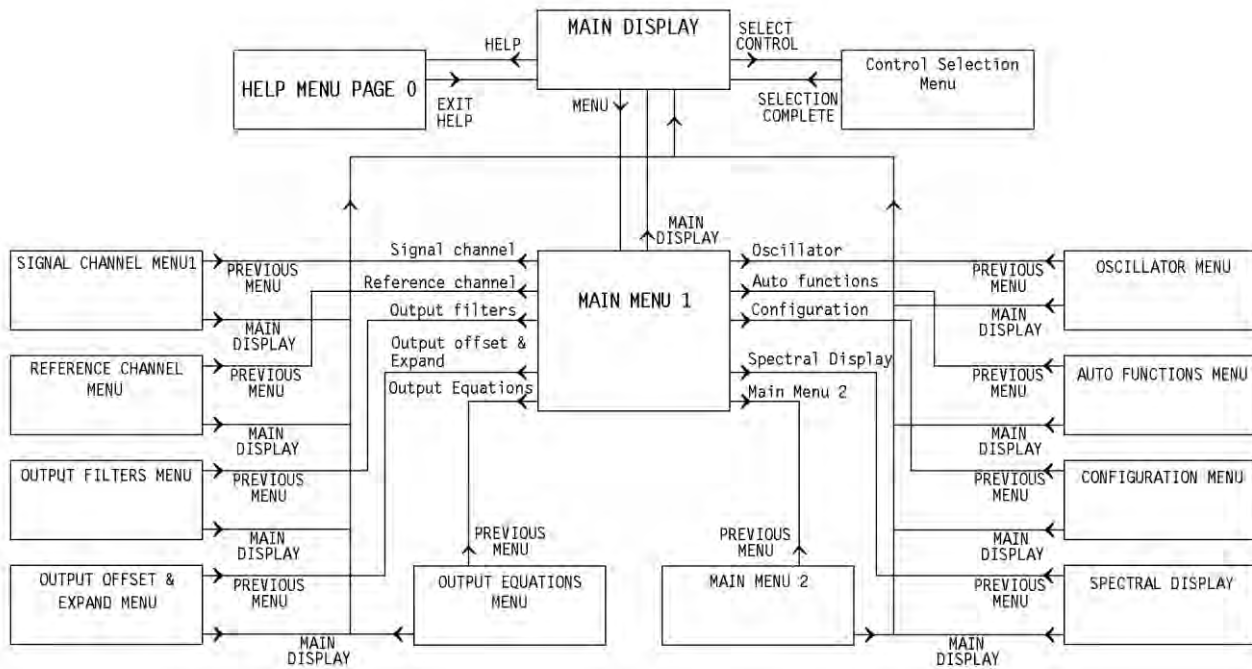 MAIN DISPLAY
HELP
SELECT
CONTROL
HELP MENU PAGE 0
Control Selection
Menu
EXIT
HELP
MENU
SELECTION
COMPLETE
MAIN
DISPLAY
SIGNAL CHANNEL MENU1
PREVIOUS
MENU
Signal channel
Oscillator
PREVIOUS
MENU
OSCILLATOR MENU
Reference channel
Auto functions
MAIN MENU 1
Output filters
Configuration
MAIN
DISPLAY
MAIN
DISPLAY
Output offset &
Expand
Spectral Display
REFERENCE CHANNEL
MENU
PREVIOUS
MENU
PREVIOUS
MENU
AUTO FUNCTIONS MENU
Output Equations
Main Menu 2
MAIN
DISPLAY
MAIN
DISPLAY
OUTPUT FILTERS MENU
PREVIOUS
MENU
PREVIOUS
MENU
CONFIGURATION MENU
MAIN
DISPLAY
PREVIOUS
MENU
PREVIOUS
MENU
MAIN
DISPLAY
OUTPUT OFFSET &
EXPAND MENU
PREVIOUS
MENU
OUTPUT EQUATIONS
MENU
MAIN MENU 2
PREVIOUS
MENU
SPECTRAL DISPLAY
MAIN
DISPLAY
MAIN
DISPLAY